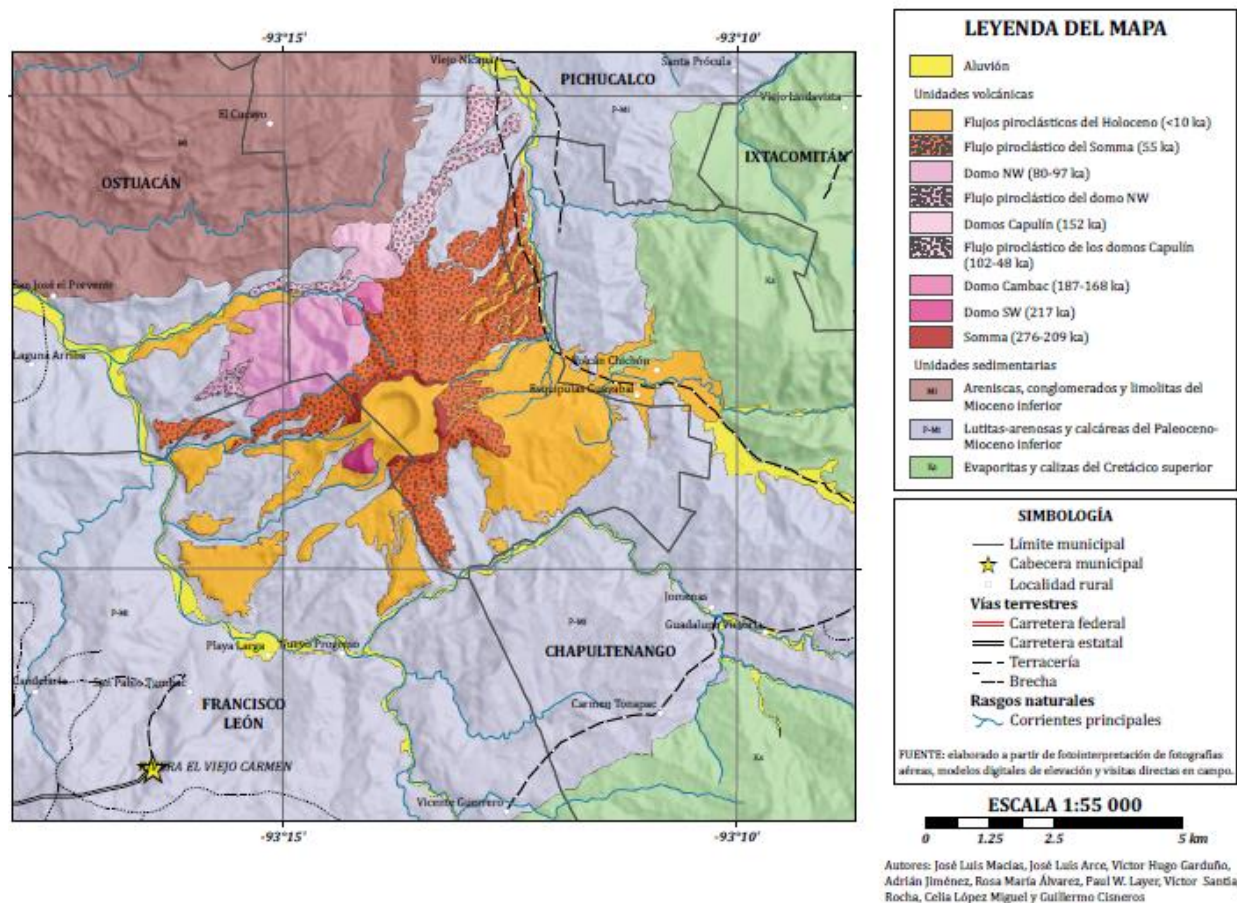 -93°15'
-93°10'
Viejo Nicapa
PICHUCALCO
Santa Prócula
P-Mi
Viejo Lindavista
El Cucayo
Mi
IXTACOMITÁN
OSTUACÁN
Ks
San José el Porvenir
Laguna Arriba
Volcán Chichón
Esquipulas Guayabal
P-Mi
Jomenas
Guadalupe Victoria
P-Mi
CHAPULTENANGO
Playa Larga
Nuevo Progreso
Candelaria
San Pablo Tumbac
FRANCISCO
LEÓN
Carmen Tonapac
RIVERA EL VIEJO CARMEN
Ks
Vicente Guerrero
-93°15'
-93°10'
LEYENDA DEL MAPA
Aluvión
Unidades volcánicas
Flujos piroclásticos del Holoceno (<10 ka)
Flujo piroclástico del Somma (55 ka)
Domo NW (80-97 ka)
Flujo piroclástico del domo NW
Domos Capulín (152 ka)
Flujo piroclástico de los domos Capulín
(102-48 ka)
Domo Cambac (187-168 ka)
Domo SW (217 ka)
Somma (276-209 ka)
Unidades sedimentarias
Mi Areniscas, conglomerados y limolitas del
Mioceno inferior
P-Mi Lutitas-arenosas y calcáreas del Paleoceno-
Mioceno inferior
Ks Evaporitas y calizas del Cretácico superior
SIMBOLOGÍA
Límite municipal
Cabecera municipal
Localidad rural
Vías terrestres
Carretera federal
Carretera estatal
Terracería
Brecha
Rasgos naturales
Corrientes principales
FUENTE: elaborado a partir de fotointerpretación de fotografías
aéreas, modelos digitales de elevación y visitas directas en campo.
ESCALA 1:55 000
0 1.25 2.5 5 km
Autores: José Luis Macías, José Luis Arce, Víctor Hugo Garduño,
Adrián Jiménez, Rosa María Álvarez, Paul W. Layer, Víctor Santia
Rocha, Celia López Miguel y Guillermo Cisneros